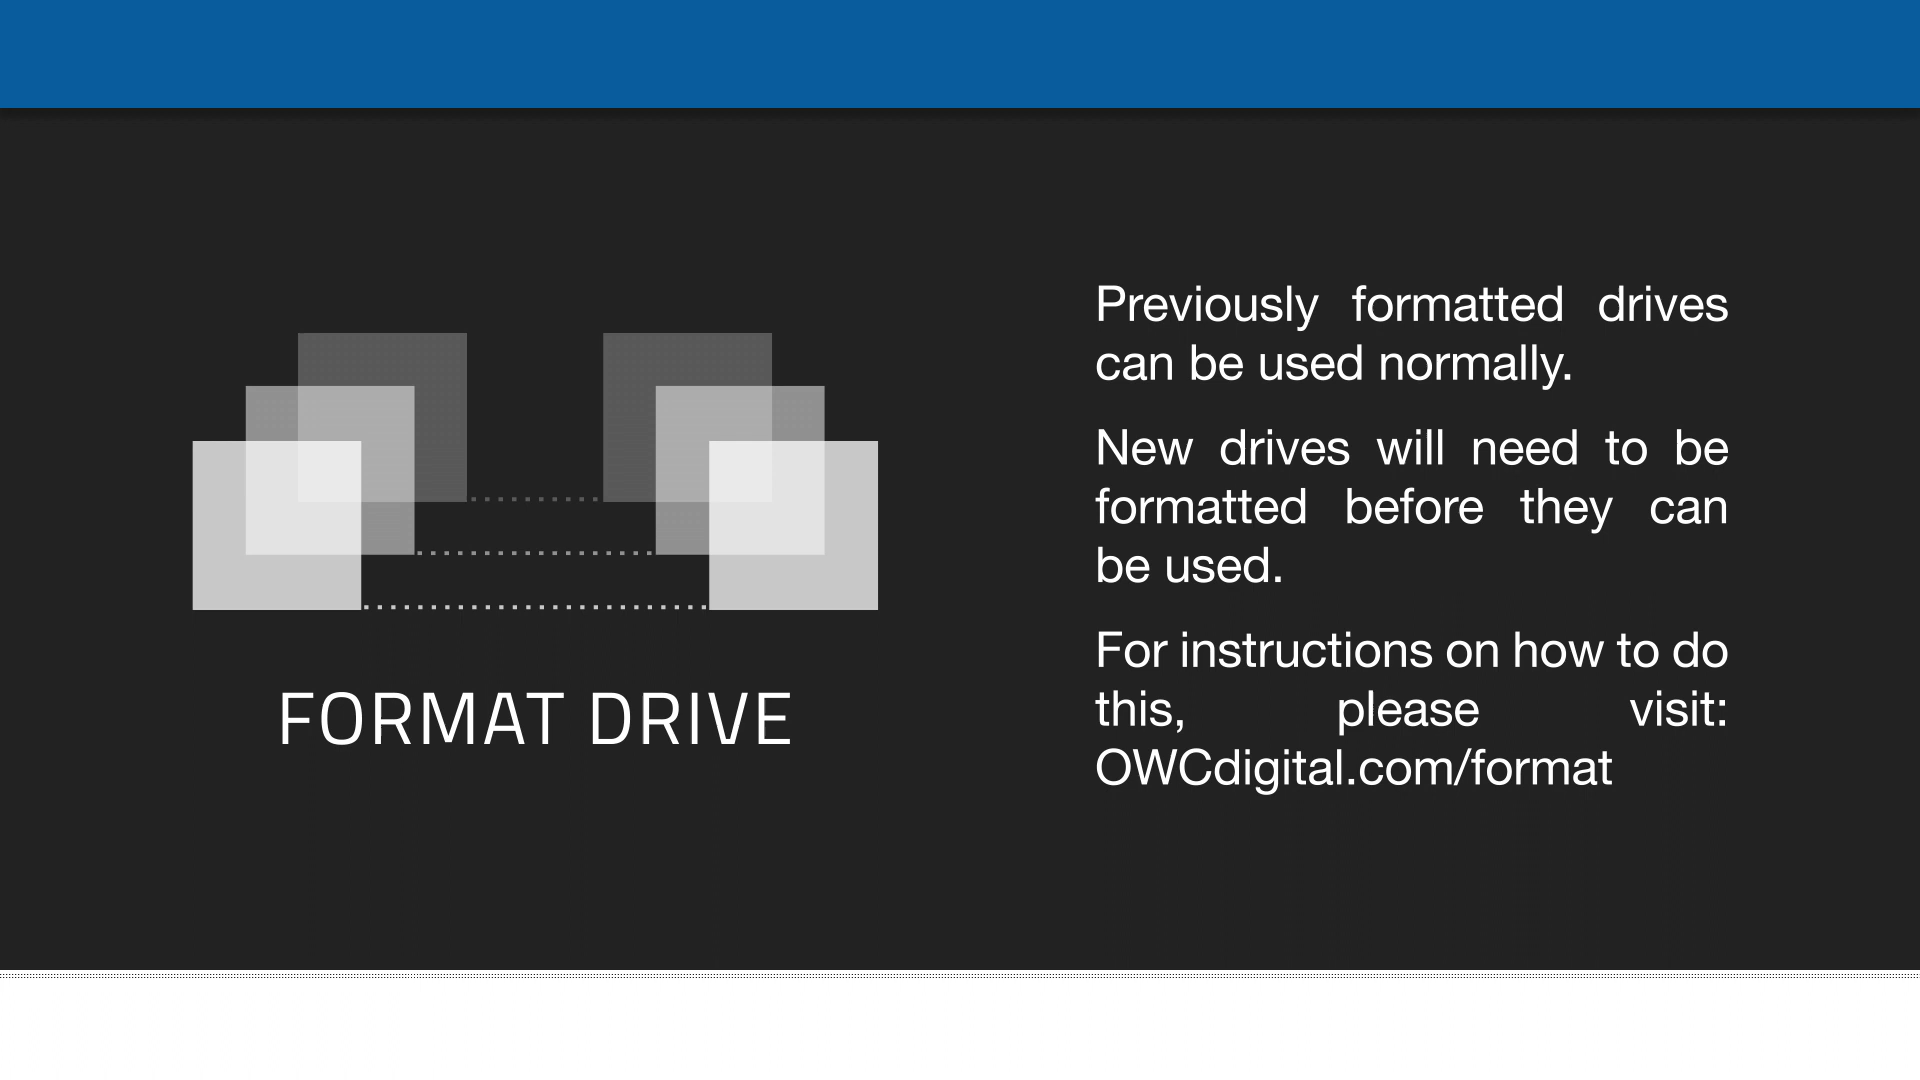 FORMAT DRIVE
Previously formatted drives
can be used normally.
New drives will need to be
formatted before they can
be used.
For instructions on how to do
this, please visit:
OWCdigital.com/format